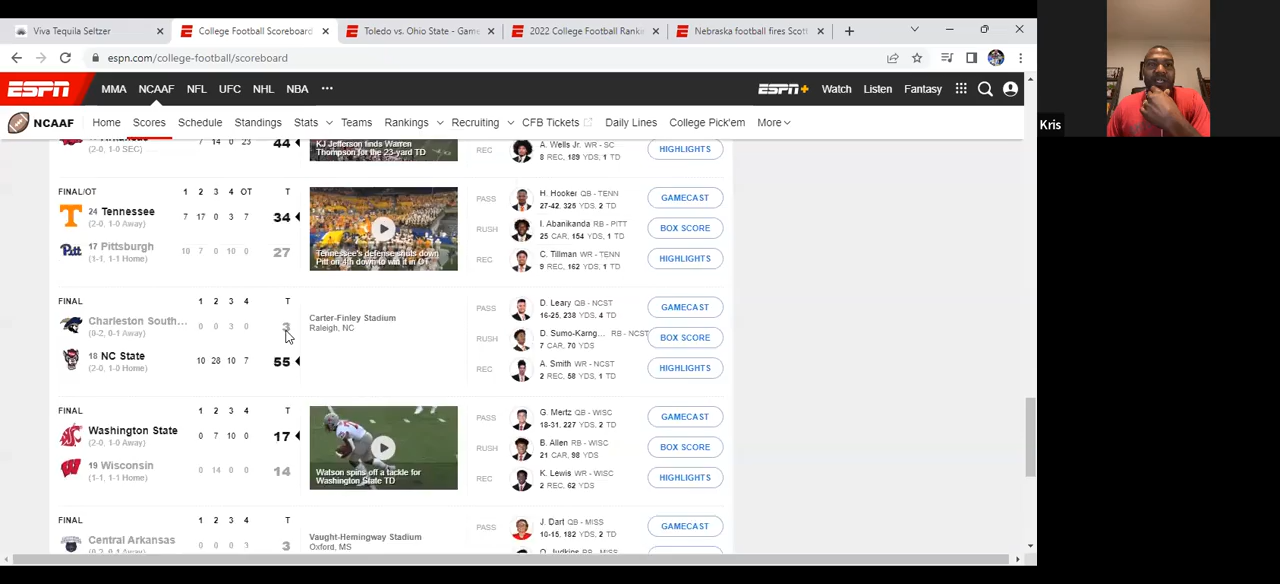 Viva Tequila Seltzer
College Football Scoreboard
Toledo vs. Ohio State - Game
2022 College Football Ranki
Nebraska football fires Scott
espn.com/college-football/scoreboard
ESPN
MMA NCAAF NFL UFC NHL NBA
ESPN+ Watch Listen Fantasy
NCAAF Home Scores Schedule Standings Stats Teams Rankings Recruiting CFB Tickets Daily Lines College Pick'em More
(2-0, 1-0 SEC) 7 14 0 23 44
KJ Jefferson finds Warren
Thompson for the 23-yard TD
REC
A. Wells Jr. WR - SC
8 REC, 189 YDS, 1 TD
HIGHLIGHTS
FINAL/OT 1 2 3 4 OT T
24 Tennessee 7 17 0 3 7 34
(2-0, 1-0 Away)
17 Pittsburgh 10 7 0 10 0 27
(1-1, 1-1 Home)
Tennessee's defense shuts down
Pitt on 4th down to win it in OT
PASS
H. Hooker QB - TENN
27-42, 325 YDS, 2 TD
GAMECAST
RUSH
I. Abanikanda RB - PITT
25 CAR, 154 YDS, 1 TD
BOX SCORE
REC
C. Tillman WR - TENN
9 REC, 162 YDS, 1 TD
HIGHLIGHTS
FINAL 1 2 3 4 T
Charleston South... 0 0 3 0 3
(0-2, 0-1 Away)
18 NC State 10 28 10 7 55
(2-0, 1-0 Home)
Carter-Finley Stadium
Raleigh, NC
PASS
D. Leary QB - NCST
16-25, 238 YDS, 4 TD
GAMECAST
RUSH
D. Sumo-Karng... RB - NCST
7 CAR, 70 YDS
BOX SCORE
REC
A. Smith WR - NCST
2 REC, 58 YDS, 1 TD
HIGHLIGHTS
FINAL 1 2 3 4 T
Washington State 0 7 10 0 17
(2-0, 1-0 Away)
19 Wisconsin 0 14 0 0 14
(1-1, 1-1 Home)
Watson spins off a tackle for
Washington State TD
PASS
G. Mertz QB - WISC
18-31, 227 YDS, 2 TD
GAMECAST
RUSH
B. Allen RB - WISC
21 CAR, 98 YDS
BOX SCORE
REC
K. Lewis WR - WISC
2 REC, 62 YDS
HIGHLIGHTS
FINAL 1 2 3 4 T
Central Arkansas 0 0 0 3 3
Vaught-Hemingway Stadium
Oxford, MS
PASS
J. Dart QB - MISS
10-15, 182 YDS, 2 TD
GAMECAST
Kris